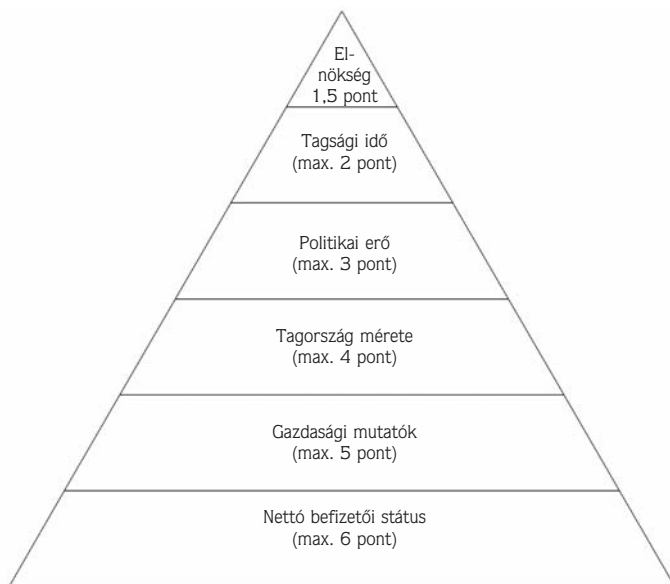 El-
nökség
1,5 pont
Tagsági idő
(max. 2 pont)
Politikai erő
(max. 3 pont)
Tagország mérete
(max. 4 pont)
Gazdasági mutatók
(max. 5 pont)
Nettó befizetői státus
(max. 6 pont)